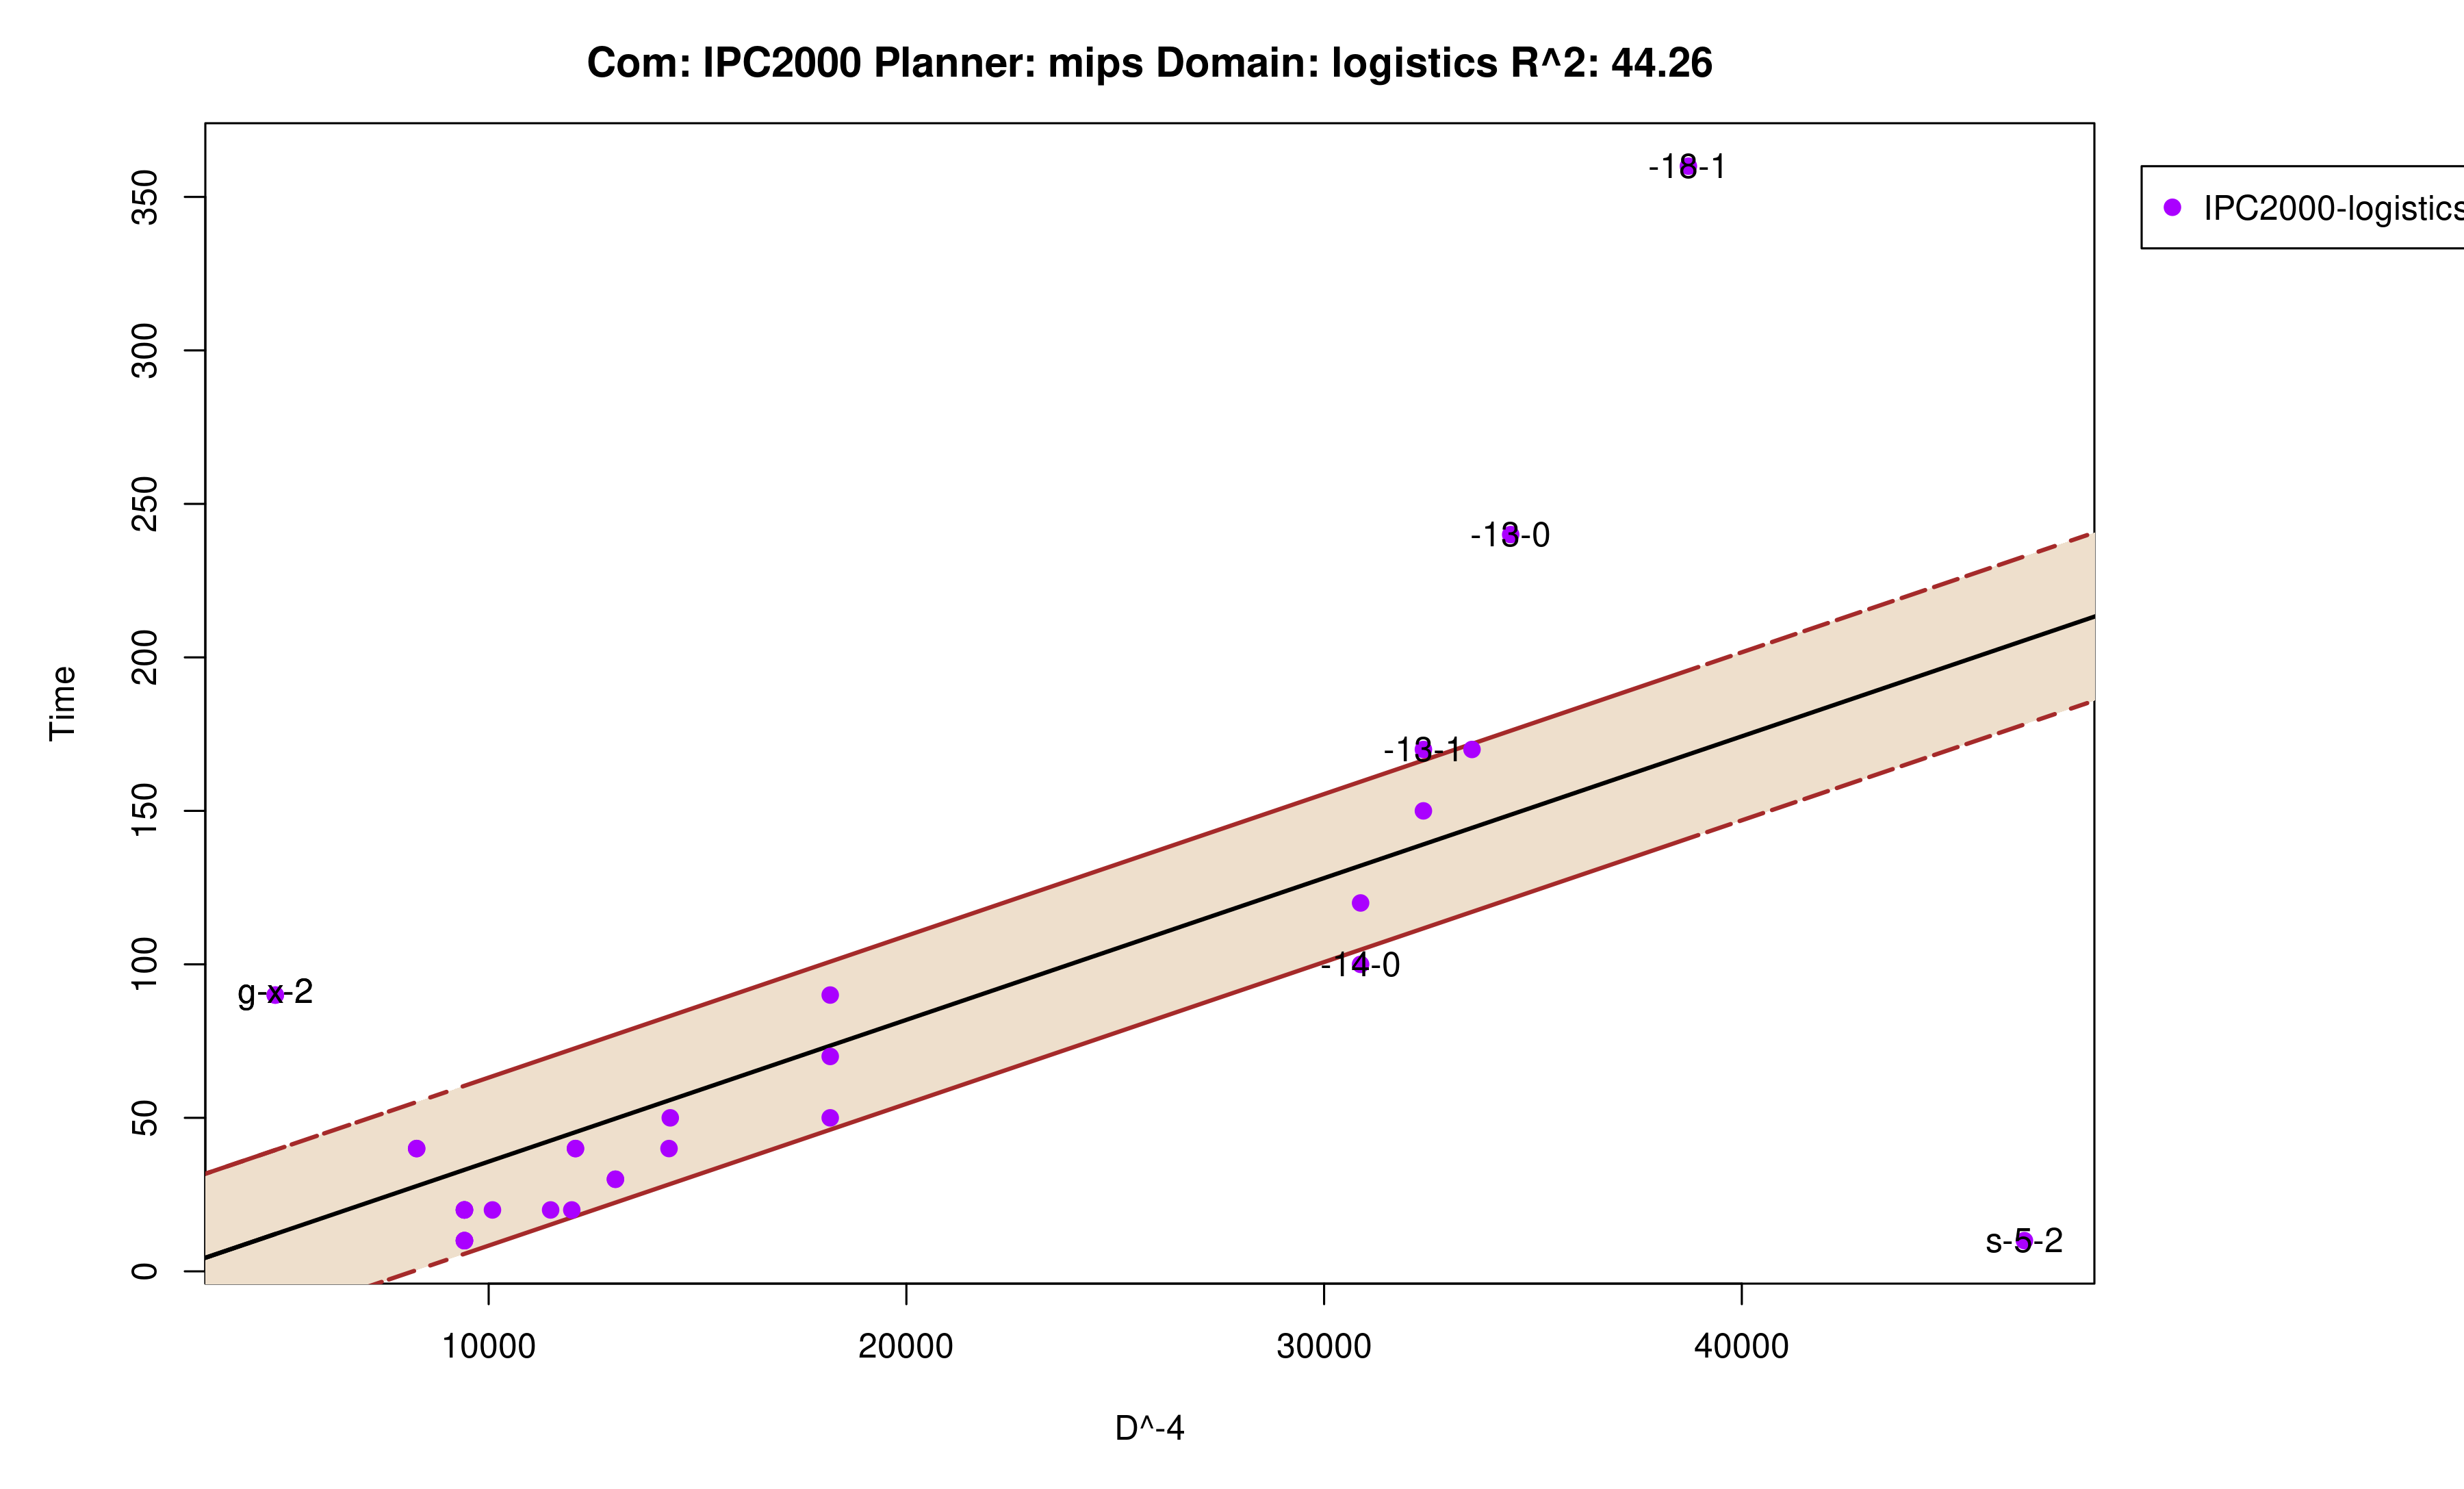 Com: IPC2000 Planner: mips Domain: logistics R^2: 44.26
350
300
250
200
150
100
50
0
Time
-18-1
-13-0
-13-1
-14-0
g-x-2
s-5-2
10000 20000 30000 40000
D^-4
IPC2000-logistics